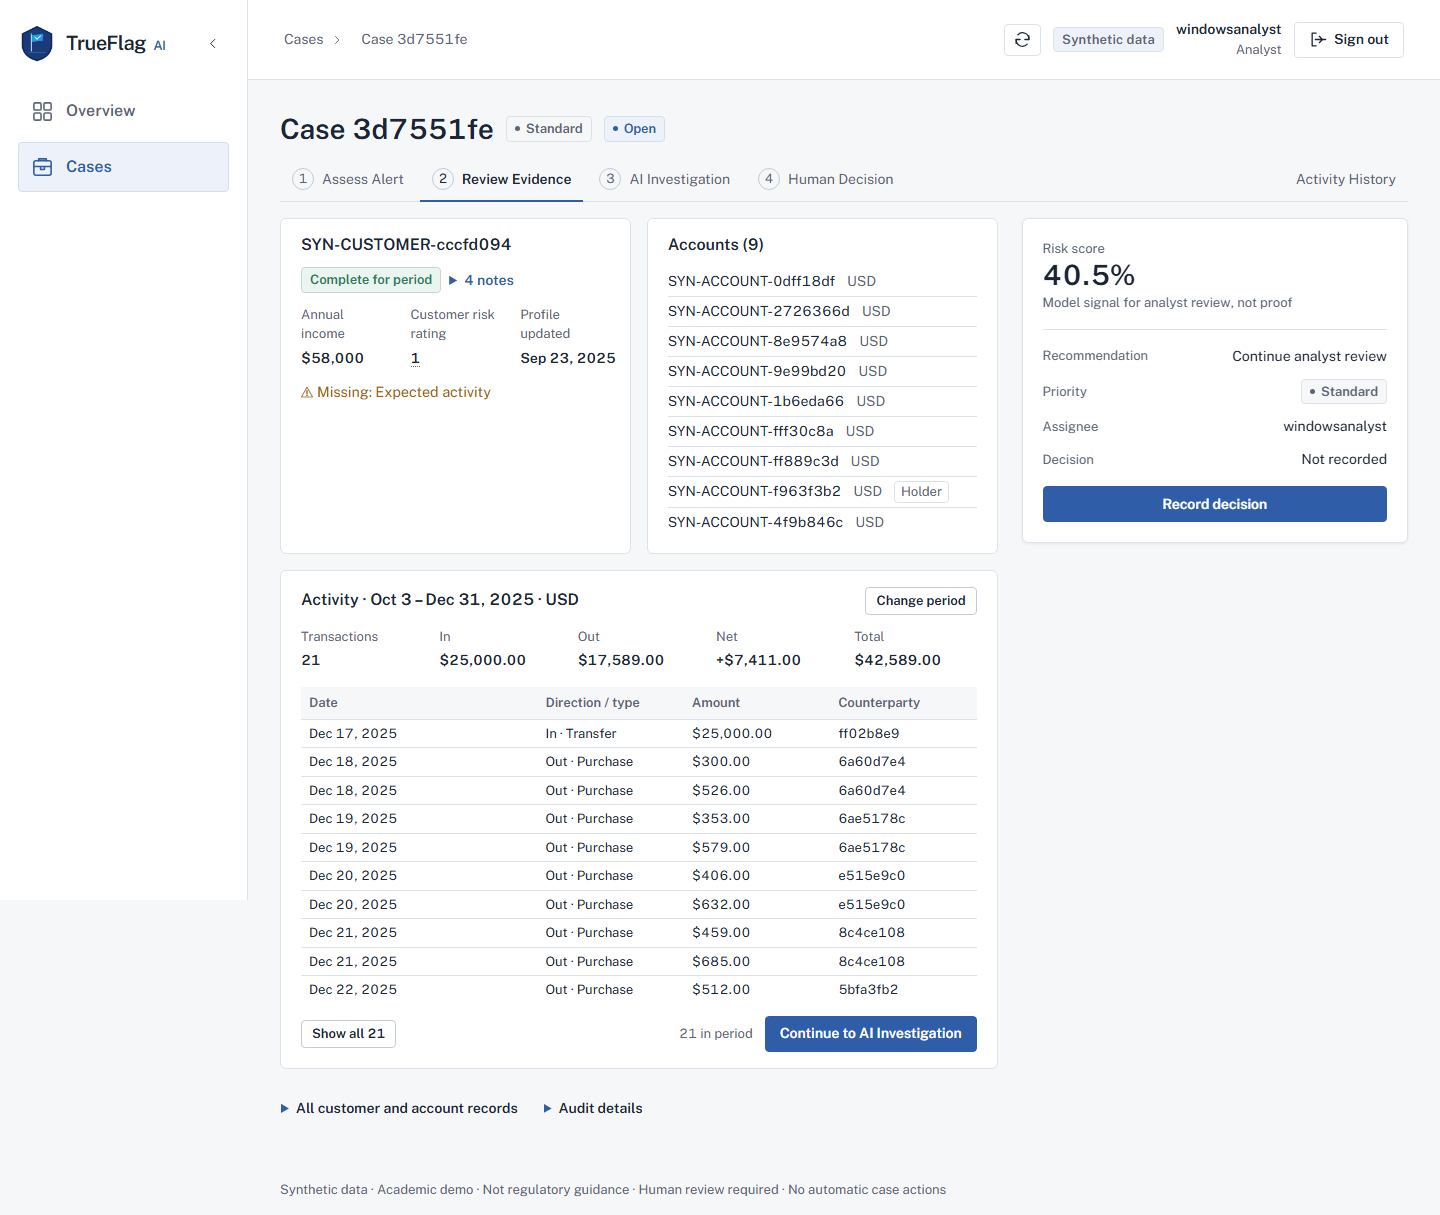 TrueFlag AI
Overview
Cases
Cases > Case 3d7551fe
Synthetic data
windowsanalyst
Analyst
Sign out
Case 3d7551fe
• Standard
• Open
1 Assess Alert
2 Review Evidence
3 AI Investigation
4 Human Decision
Activity History
SYN-CUSTOMER-cccfd094
Complete for period
▶ 4 notes
Annual income
$58,000
Customer risk rating
1
Profile updated
Sep 23, 2025
⚠ Missing: Expected activity
Accounts (9)
SYN-ACCOUNT-0dff18df USD
SYN-ACCOUNT-2726366d USD
SYN-ACCOUNT-8e9574a8 USD
SYN-ACCOUNT-9e99bd20 USD
SYN-ACCOUNT-1b6eda66 USD
SYN-ACCOUNT-fff30c8a USD
SYN-ACCOUNT-ff889c3d USD
SYN-ACCOUNT-f963f3b2 USD Holder
SYN-ACCOUNT-4f9b846c USD
Risk score
40.5%
Model signal for analyst review, not proof
Recommendation Continue analyst review
Priority • Standard
Assignee windowsanalyst
Decision Not recorded
Record decision
Activity · Oct 3 – Dec 31, 2025 · USD
Change period
Transactions In Out Net Total
21 $25,000.00 $17,589.00 +$7,411.00 $42,589.00
Date Direction / type Amount Counterparty
Dec 17, 2025 In · Transfer $25,000.00 ff02b8e9
Dec 18, 2025 Out · Purchase $300.00 6a60d7e4
Dec 18, 2025 Out · Purchase $526.00 6a60d7e4
Dec 19, 2025 Out · Purchase $353.00 6ae5178c
Dec 19, 2025 Out · Purchase $579.00 6ae5178c
Dec 20, 2025 Out · Purchase $406.00 e515e9c0
Dec 20, 2025 Out · Purchase $632.00 e515e9c0
Dec 21, 2025 Out · Purchase $459.00 8c4ce108
Dec 21, 2025 Out · Purchase $685.00 8c4ce108
Dec 22, 2025 Out · Purchase $512.00 5bfa3fb2
Show all 21
21 in period
Continue to AI Investigation
▶ All customer and account records
▶ Audit details
Synthetic data · Academic demo · Not regulatory guidance · Human review required · No automatic case actions